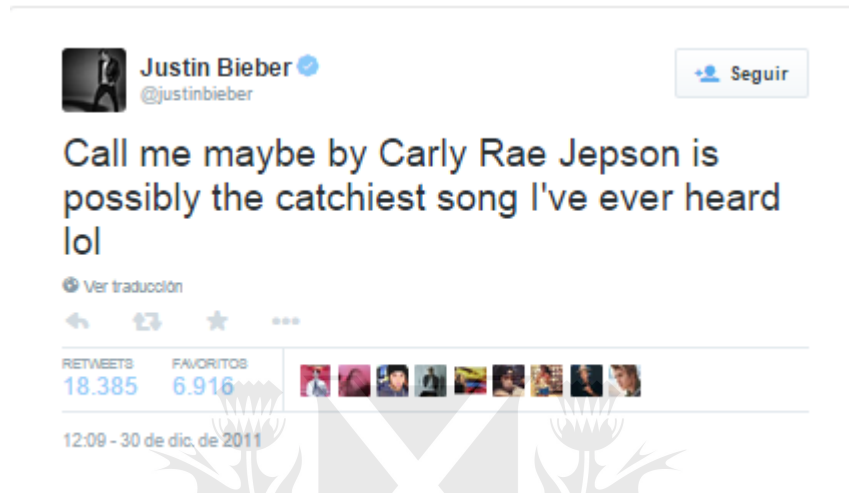 Justin Bieber
@justinbieber
Seguir
Call me maybe by Carly Rae Jepson is
possibly the catchiest song I've ever heard
lol
Ver traducción
RETWEETS FAVORITOS
18.385 6.916
12:09 - 30 de dic. de 2011